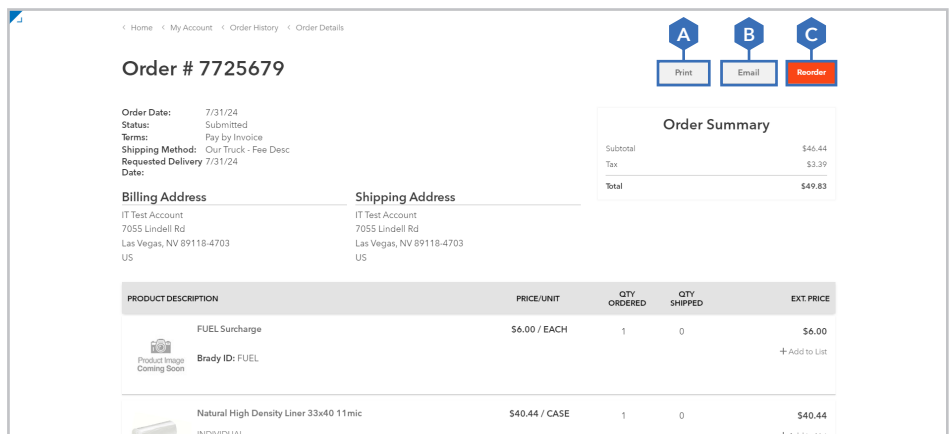 < Home < My Account < Order History < Order Details
A B C
Order # 7725679
Print Email Reorder
Order Date: 7/31/24
Status: Submitted
Terms: Pay by Invoice
Shipping Method: Our Truck - Fee Desc
Requested Delivery 7/31/24
Date:
Order Summary
Subtotal $46.44
Tax $3.39
Total $49.83
Billing Address
IT Test Account
7055 Lindell Rd
Las Vegas, NV 89118-4703
US
Shipping Address
IT Test Account
7055 Lindell Rd
Las Vegas, NV 89118-4703
US
PRODUCT DESCRIPTION PRICE/UNIT QTY ORDERED QTY SHIPPED EXT. PRICE
FUEL Surcharge $6.00 / EACH 1 0 $6.00
+ Add to List
Product Image
Coming Soon
Brady ID: FUEL
Natural High Density Liner 33x40 11mic $40.44 / CASE 1 0 $40.44
INDIVIDUAL